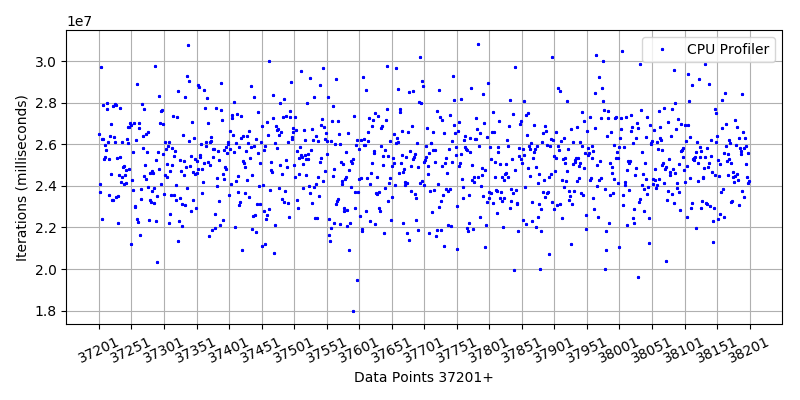 1e7
CPU Profiler
3.0
2.8
2.6
2.4
2.2
2.0
1.8
Iterations (milliseconds)
37201 37251 37301 37351 37401 37451 37501 37551 37601 37651 37701 37751 37801 37851 37901 37951 38001 38051 38101 38151 38201
Data Points 37201+